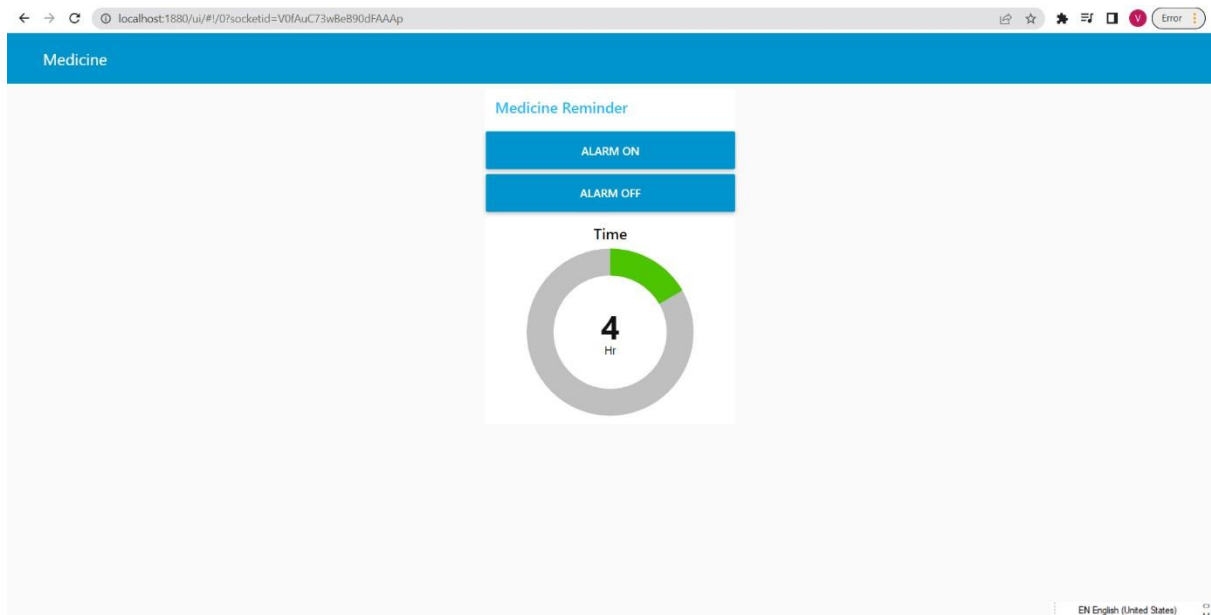 localhost:1880/ui/#!/0?socketid=V0fAuC73wBeB90dFAAAp
V
Error
Medicine
Medicine Reminder
ALARM ON
ALARM OFF
Time
4
Hr
EN English (United States)